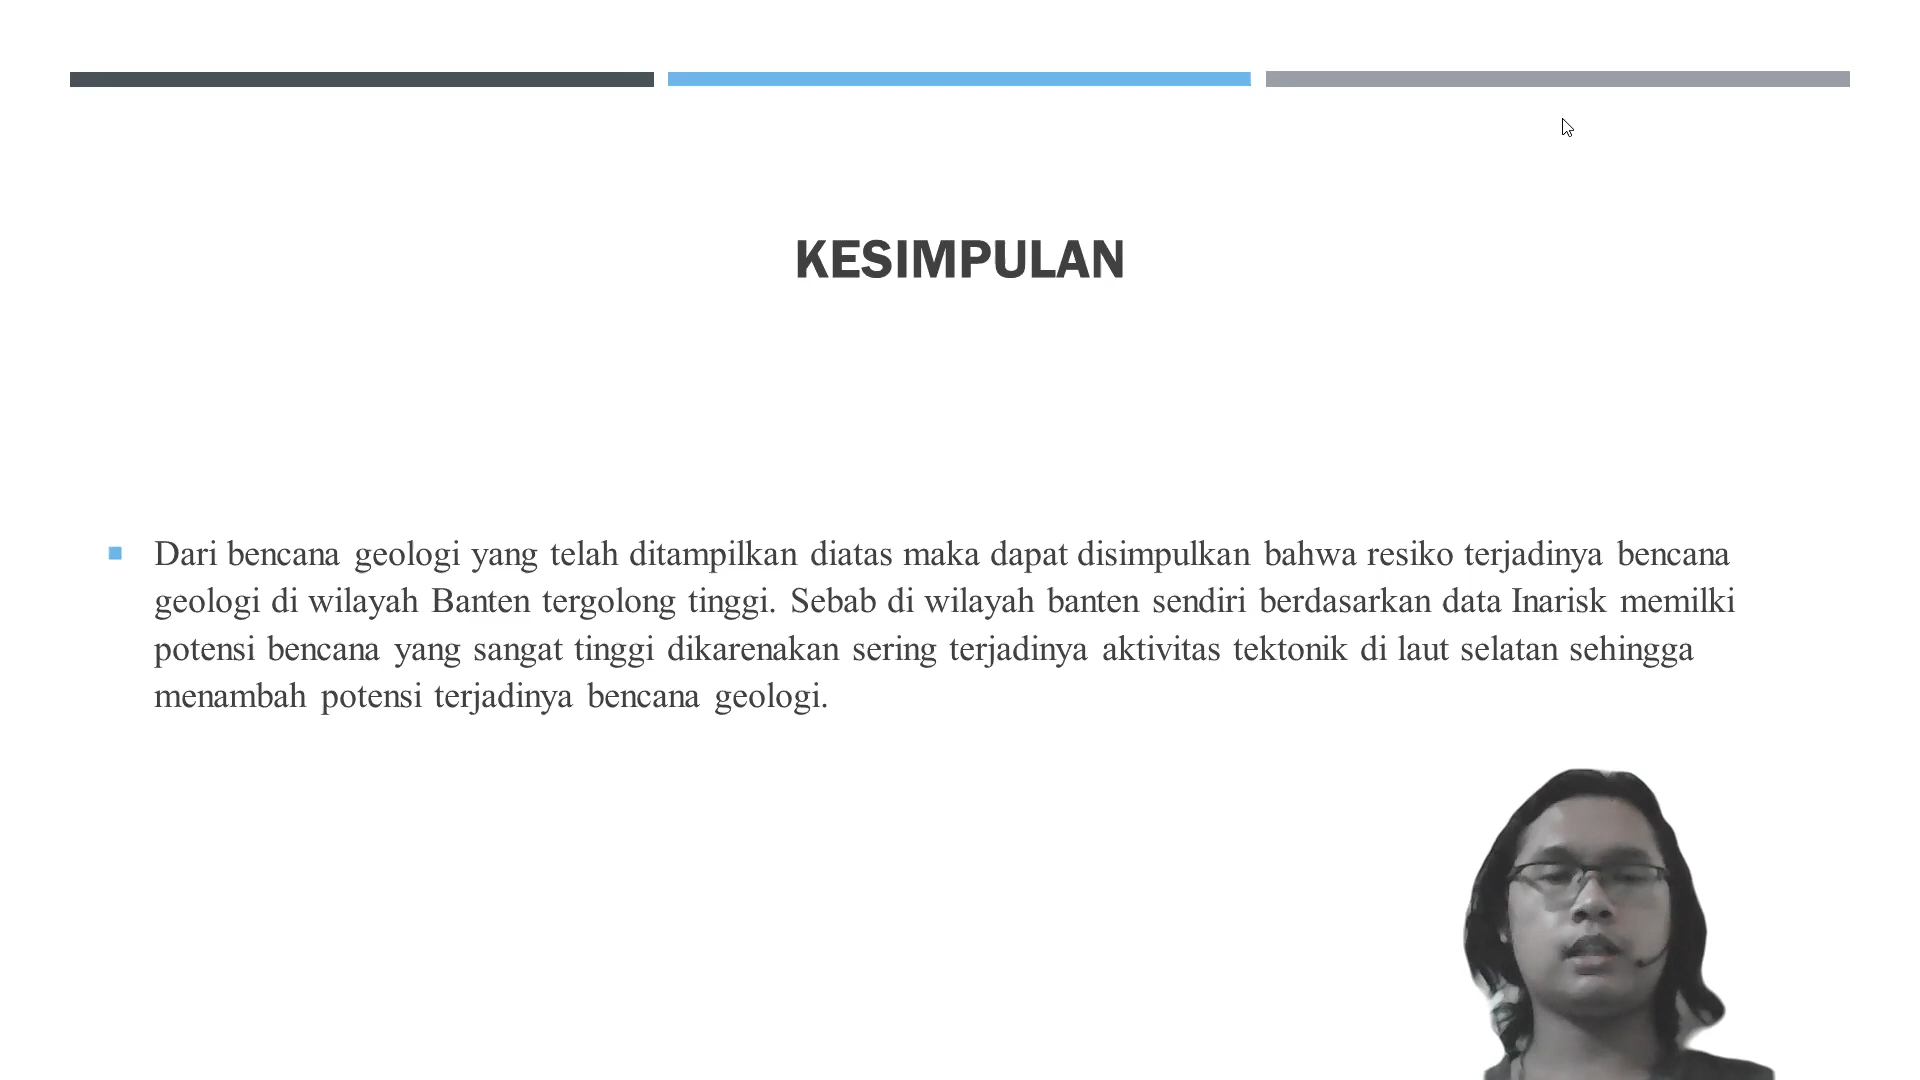 KESIMPULAN
Dari bencana geologi yang telah ditampilkan diatas maka dapat disimpulkan bahwa resiko terjadinya bencana
geologi di wilayah Banten tergolong tinggi. Sebab di wilayah banten sendiri berdasarkan data Inarisk memilki
potensi bencana yang sangat tinggi dikarenakan sering terjadinya aktivitas tektonik di laut selatan sehingga
menambah potensi terjadinya bencana geologi.